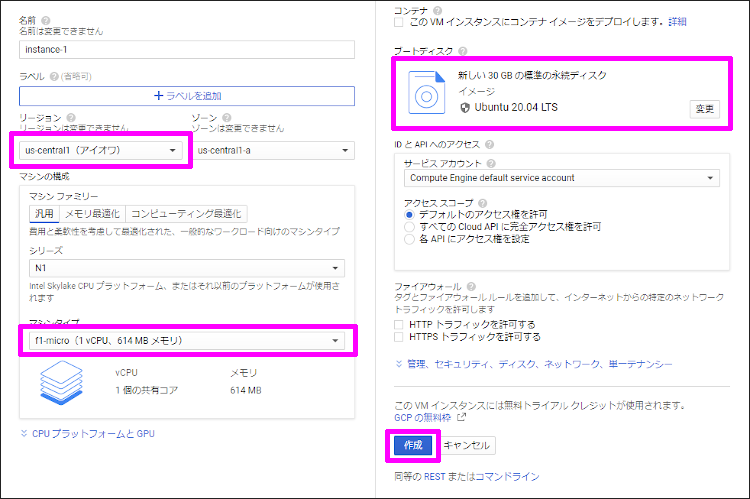 名前
名前は変更できません
instance-1
ラベル (省略可)
＋ラベルを追加
リージョン
リージョンは変更できません
ゾーン
ゾーンは変更できません
us-central1（アイオワ）
us-central1-a
マシンの構成
マシン ファミリー
汎用
メモリ最適化
コンピューティング最適化
費用と柔軟性を考慮して最適化された、一般的なワークロード向けのマシンタイプ
シリーズ
N1
Intel Skylake CPU プラットフォーム、またはそれ以前のプラットフォームが使用さ
れます
マシンタイプ
f1-micro（1 vCPU、614 MB メモリ）
vCPU
メモリ
1 個の共有コア
614 MB
CPU プラットフォームと GPU
コンテナ
この VM インスタンスにコンテナ イメージをデプロイします。詳細
ブートディスク
新しい 30 GB の標準の永続ディスク
イメージ
Ubuntu 20.04 LTS
変更
ID と API へのアクセス
サービス アカウント
Compute Engine default service account
アクセス スコープ
デフォルトのアクセス権を許可
すべての Cloud API に完全アクセス権を許可
各 API にアクセス権を設定
ファイアウォール
タグとファイアウォール ルールを追加して、インターネットからの特定のネットワーク
トラフィックを許可します
HTTP トラフィックを許可する
HTTPS トラフィックを許可する
管理、セキュリティ、ディスク、ネットワーク、単一テナンシー
この VM インスタンスには無料トライアル クレジットが使用されます。
GCP の無料枠
作成
キャンセル
同等の REST またはコマンドライン